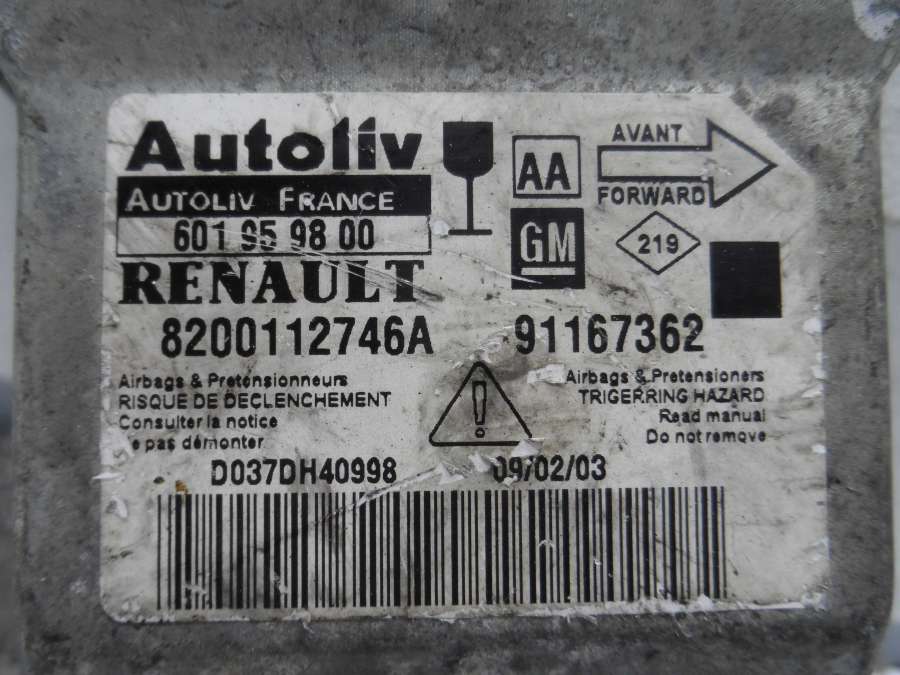 Autoliv
AUTOLIV FRANCE
601 95 98 00
RENAULT
8200112746A
AA
GM
AVANT
FORWARD
219
91167362
Airbags & Pretensionneurs
RISQUE DE DECLENCHEMENT
Consulter la notice
e pas démonter
!
Airbags & Pretensioners
TRIGERRING HAZARD
Read manual
Do not remove
D037DH40998
09/02/03